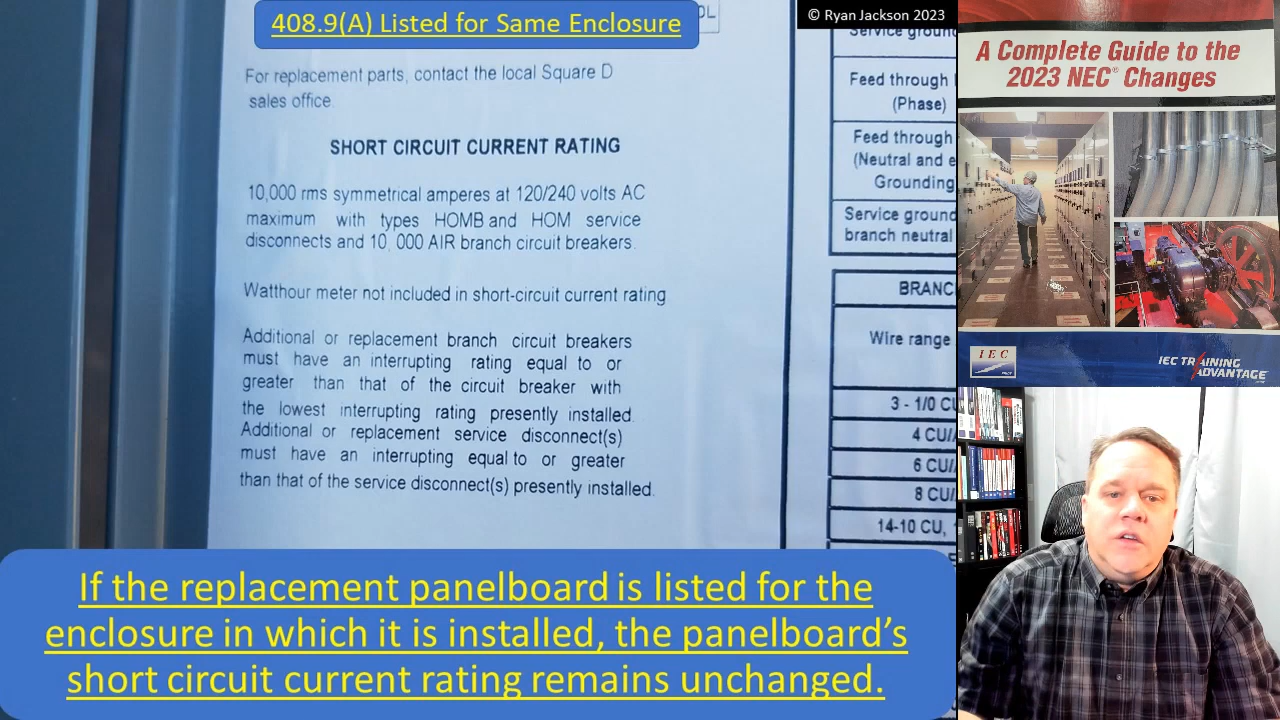 408.9(A) Listed for Same Enclosure
© Ryan Jackson 2023
For replacement parts, contact the local Square D
sales office
SHORT CIRCUIT CURRENT RATING
10,000 rms symmetrical amperes at 120/240 volts AC
maximum with types HOMB and HOM service
disconnects and 10,000 AIR branch circuit breakers.
Watthour meter not included in short-circuit current rating
Additional or replacement branch circuit breakers
must have an interrupting rating equal to or
greater than that of the circuit breaker with
the lowest interrupting rating presently installed.
Additional or replacement service disconnect(s)
must have an interrupting equal to or greater
than that of the service disconnect(s) presently installed.
Service
Feed through
(Phase)
Feed through
(Neutral and
Grounding
Service ground
branch neutral
Wire range
3 - 1/0
4
6
8
14-10 CU,
If the replacement panelboard is listed for the
enclosure in which it is installed, the panelboard's
short circuit current rating remains unchanged.
A Complete Guide to the
2023 NEC® Changes
IEC
IEC TRAINING
ADVANTAGE